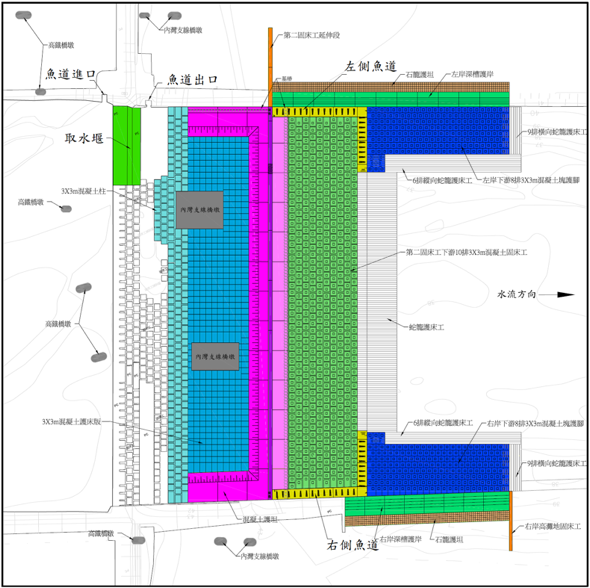 內灣支線橋墩
高鐵橋墩
第二固床工延伸段
魚道進口
魚道出口
左側魚道
石籠護坦
左岸深槽護岸
基樁
取水堰
9排橫向蛇籠護床工
3X3m混凝土柱
6排縱向蛇籠護床工
左岸下游8排3X3m混凝土塊護腳
高鐵橋墩
內灣支線橋墩
第二固床工下游10排3X3m混凝土固床工
水流方向
高鐵橋墩
蛇籠護床工
內灣支線橋墩
3X3m混凝土護床版
6排縱向蛇籠護床工
右岸下游8排3X3m混凝土塊護腳
9排橫向蛇籠護床工
混凝土護坦
高鐵橋墩
內灣支線橋墩
右側魚道
右岸深槽護岸
石籠護坦
右岸高灘地固床工